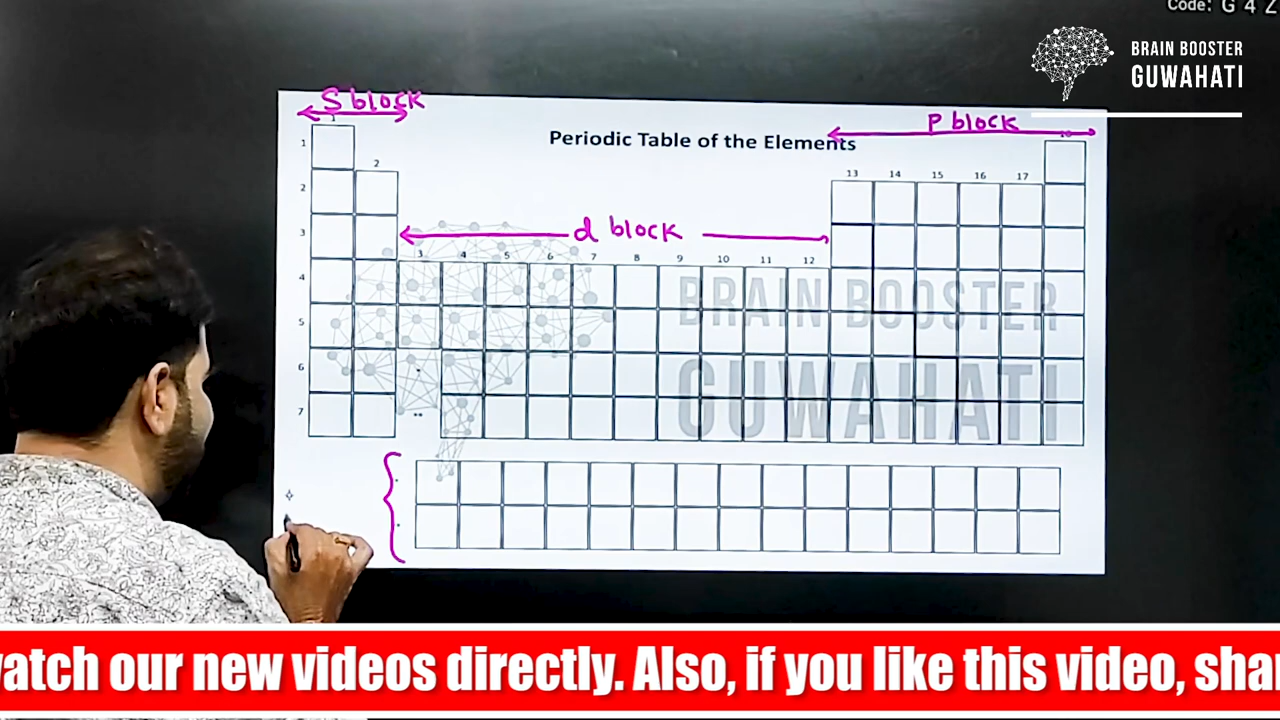 Code: G 4 Z
BRAIN BOOSTER
GUWAHATI
S block
P block
Periodic Table of the Elements
1
1
2
13 14 15 16 17
2
d block
3
3 4 5 6 7 8 9 10 11 12
4
BRAIN BOOSTER
5
6
GUWAHATI
7
**
watch our new videos directly. Also, if you like this video, shar